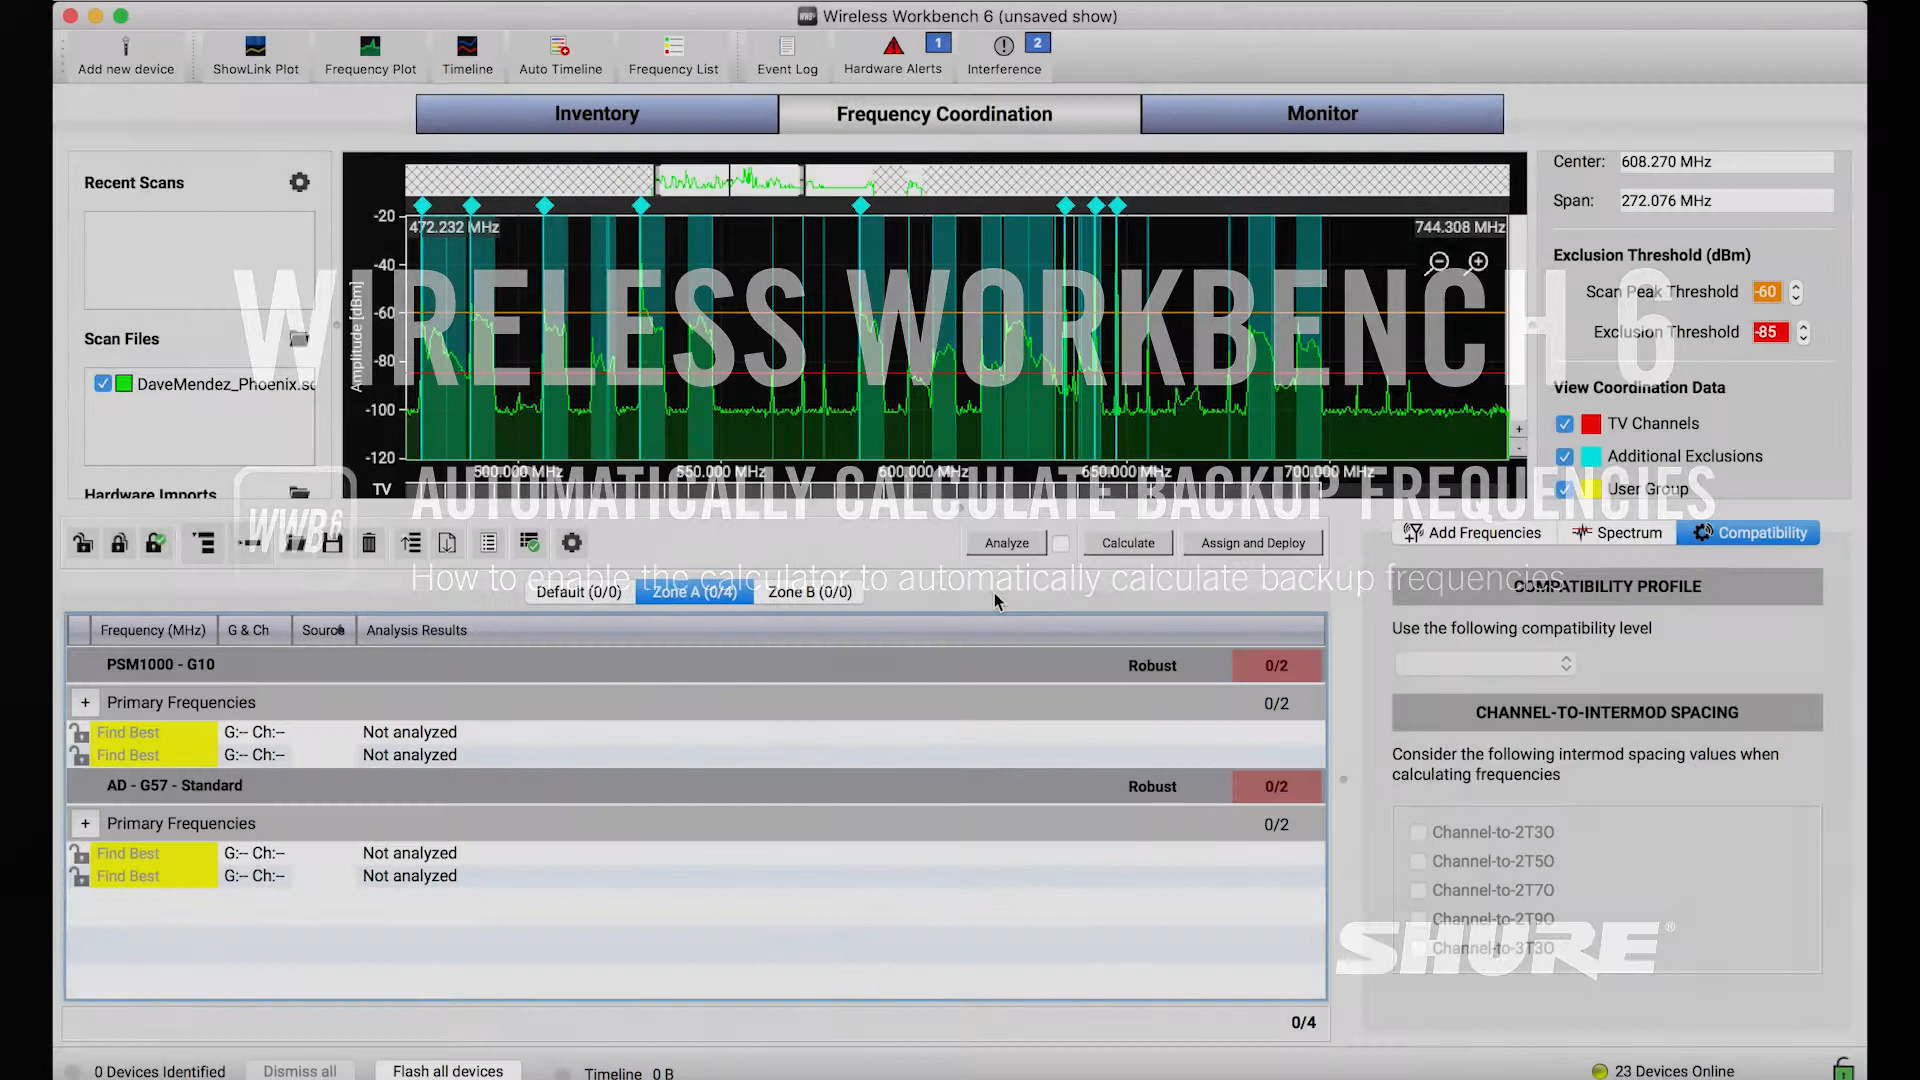 Wireless Workbench 6 (unsaved show)
Add new device
ShowLink Plot
Frequency Plot
Timeline
Auto Timeline
Frequency List
Event Log
Hardware Alerts
1
Interference
2
Inventory
Frequency Coordination
Monitor
Recent Scans
Scan Files
DaveMendez_Phoenix.sd
Hardware Imports
-20
-40
-60
-80
-100
-120
Amplitude [dBm]
472.232 MHz
744.308 MHz
500.000 MHz
550.000 MHz
600.000 MHz
650.000 MHz
700.000 MHz
TV
Center: 608.270 MHz
Span: 272.076 MHz
Exclusion Threshold (dBm)
Scan Peak Threshold -60
Exclusion Threshold -85
View Coordination Data
TV Channels
Additional Exclusions
User Group
WIRELESS WORKBENCH 6
AUTOMATICALLY CALCULATE BACKUP FREQUENCIES
How to enable the calculator to automatically calculate backup frequencies
WWB6
Analyze
Calculate
Assign and Deploy
Add Frequencies
Spectrum
Compatibility
Default (0/0)
Zone A (0/4)
Zone B (0/0)
Frequency (MHz)
G & Ch
Source
Analysis Results
PSM1000 - G10 Robust 0/2
+ Primary Frequencies 0/2
Find Best G:-- Ch:-- Not analyzed
Find Best G:-- Ch:-- Not analyzed
AD - G57 - Standard Robust 0/2
+ Primary Frequencies 0/2
Find Best G:-- Ch:-- Not analyzed
Find Best G:-- Ch:-- Not analyzed
0/4
COMPATIBILITY PROFILE
Use the following compatibility level
CHANNEL-TO-INTERMOD SPACING
Consider the following intermod spacing values when
calculating frequencies
Channel-to-2T3O
Channel-to-2T5O
Channel-to-2T7O
Channel-to-2T9O
Channel-to-3T3O
SHURE®
0 Devices Identified
Dismiss all
Flash all devices
Timeline 0 B
23 Devices Online